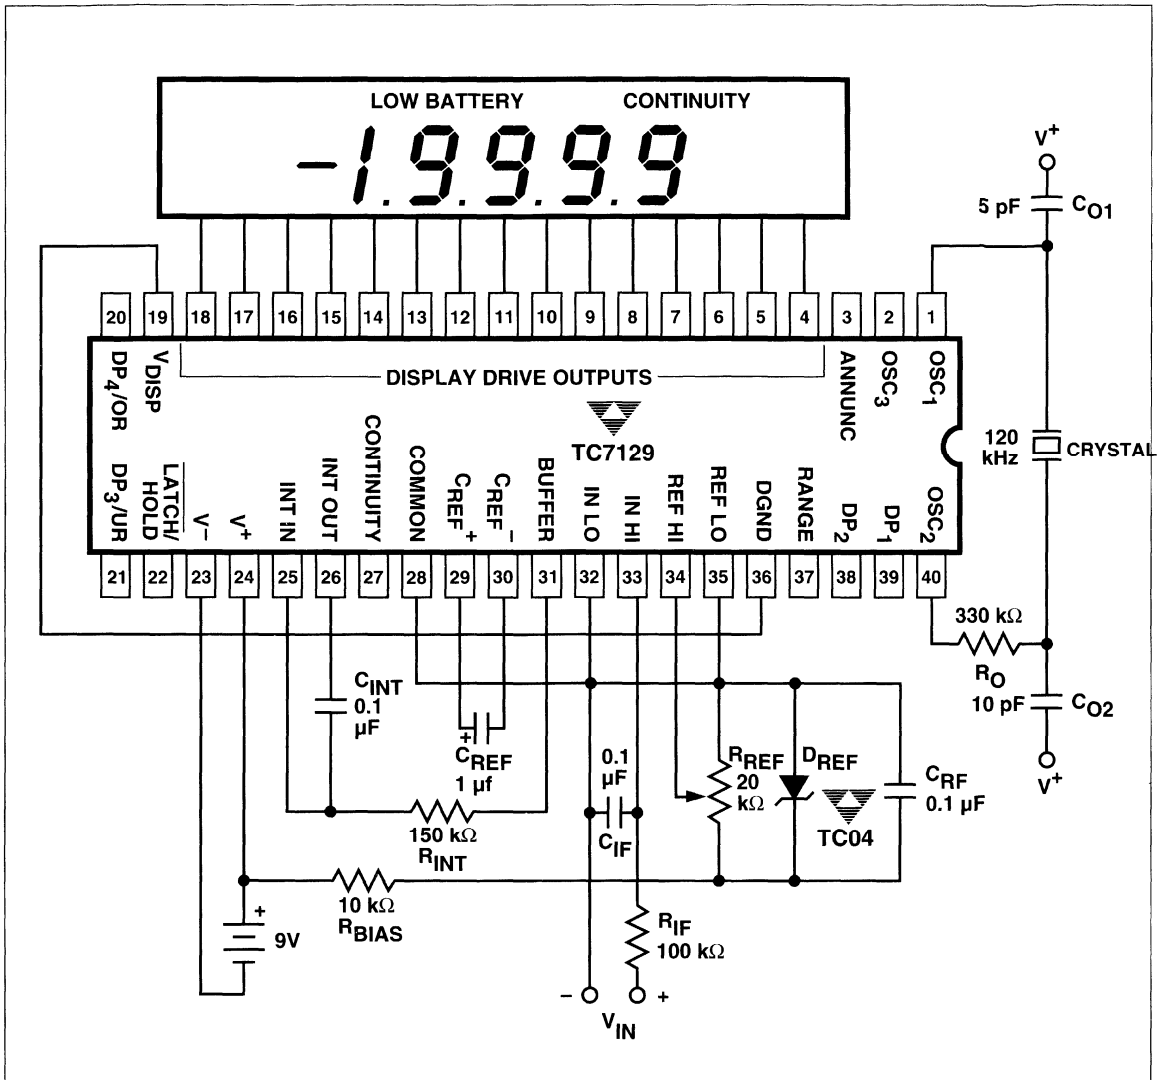 LOW BATTERY CONTINUITY
-1.9.9.9.9
V+
5 pF CO1
20 19 18 17 16 15 14 13 12 11 10 9 8 7 6 5 4 3 2 1
DP4/OR
VDISP
DISPLAY DRIVE OUTPUTS
ANNUNC
OSC3
OSC1
TC7129
120
kHz
CRYSTAL
DP3/UR
LATCH/
HOLD
V−
V+
INT IN
INT OUT
CONTINUITY
COMMON
CREF+
CREF−
BUFFER
IN LO
IN HI
REF HI
REF LO
DGND
RANGE
DP2
DP1
OSC2
21 22 23 24 25 26 27 28 29 30 31 32 33 34 35 36 37 38 39 40
330 kΩ
RO
10 pF CO2
V+
CINT
0.1
µF
+
CREF
1 µf
0.1
µF
CIF
RREF
20
kΩ
DREF
TC04
CRF
0.1 µF
150 kΩ
RINT
10 kΩ
RBIAS
+
9V
RIF
100 kΩ
− +
VIN